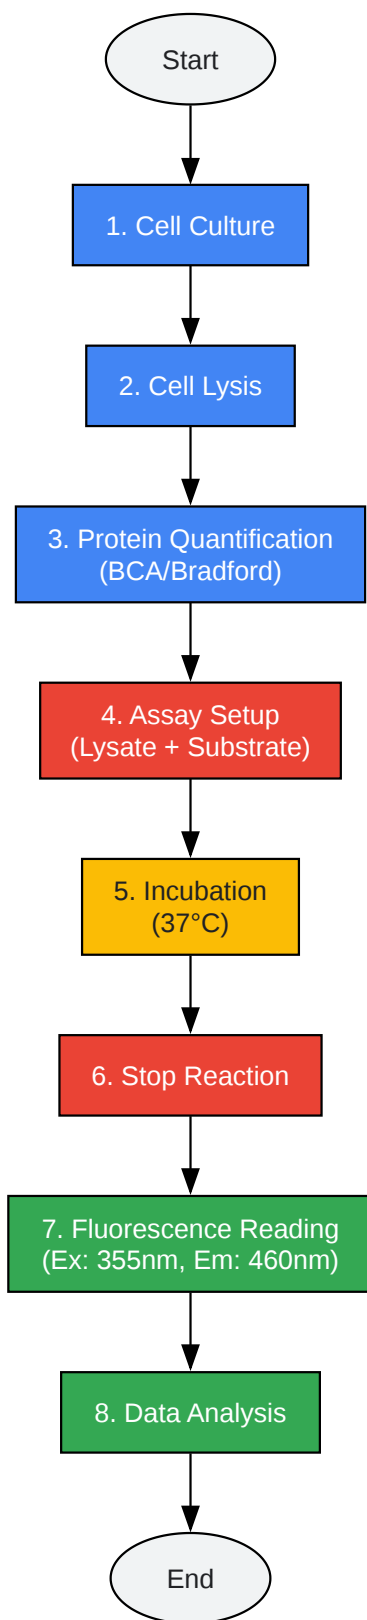 Start
1. Cell Culture
2. Cell Lysis
3. Protein Quantification
(BCA/Bradford)
4. Assay Setup
(Lysate + Substrate)
5. Incubation
(37°C)
6. Stop Reaction
7. Fluorescence Reading
(Ex: 355nm, Em: 460nm)
8. Data Analysis
End